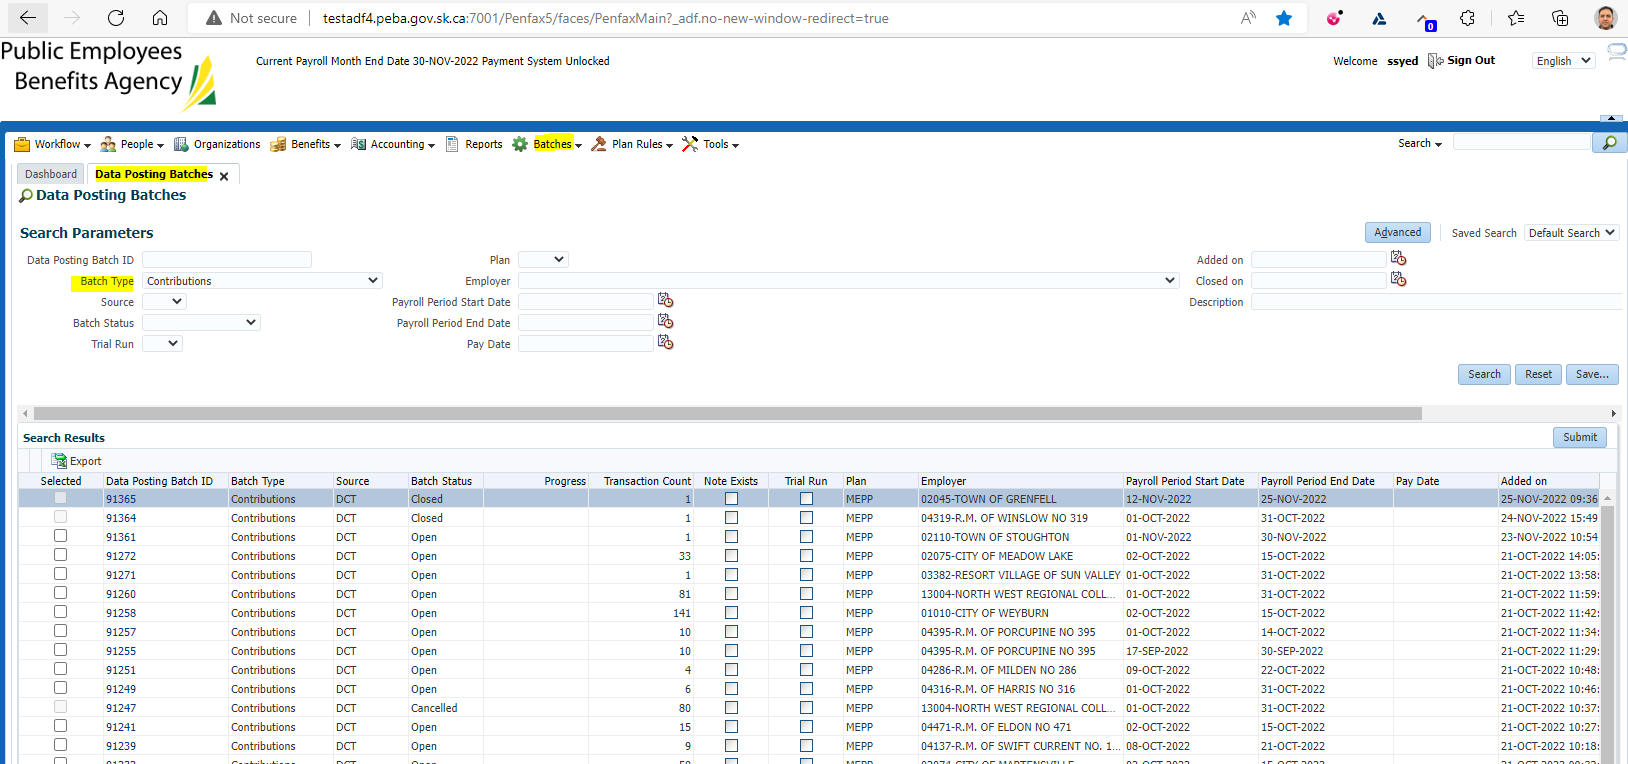 Not secure | testadf4.peba.gov.sk.ca:7001/Penfax5/faces/PenfaxMain?_adf.no-new-window-redirect=true
0
Public Employees
Benefits Agency
Current Payroll Month End Date 30-NOV-2022 Payment System Unlocked
Welcome ssyed Sign Out English
Workflow People Organizations Benefits Accounting Reports Batches Plan Rules Tools Search
Dashboard Data Posting Batches
Data Posting Batches
Search Parameters Advanced Saved Search Default Search
Data Posting Batch ID Plan Added on
Batch Type Contributions Employer Closed on
Source Payroll Period Start Date Description
Batch Status Payroll Period End Date
Trial Run Pay Date
Search Reset Save...
Search Results Submit
Export
Selected Data Posting Batch ID Batch Type Source Batch Status Progress Transaction Count Note Exists Trial Run Plan Employer Payroll Period Start Date Payroll Period End Date Pay Date Added on
91365 Contributions DCT Closed 1 MEPP 02045-TOWN OF GRENFELL 12-NOV-2022 25-NOV-2022 25-NOV-2022 09:36
91364 Contributions DCT Closed 1 MEPP 04319-R.M. OF WINSLOW NO 319 01-OCT-2022 31-OCT-2022 24-NOV-2022 15:49
91361 Contributions DCT Open 1 MEPP 02110-TOWN OF STOUGHTON 01-NOV-2022 30-NOV-2022 23-NOV-2022 10:54
91272 Contributions DCT Open 33 MEPP 02075-CITY OF MEADOW LAKE 02-OCT-2022 15-OCT-2022 21-OCT-2022 14:05:
91271 Contributions DCT Open 1 MEPP 03382-RESORT VILLAGE OF SUN VALLEY 01-OCT-2022 31-OCT-2022 21-OCT-2022 13:58:
91260 Contributions DCT Open 81 MEPP 13004-NORTH WEST REGIONAL COLL... 01-OCT-2022 31-OCT-2022 21-OCT-2022 11:59:
91258 Contributions DCT Open 141 MEPP 01010-CITY OF WEYBURN 02-OCT-2022 15-OCT-2022 21-OCT-2022 11:42:
91257 Contributions DCT Open 10 MEPP 04395-R.M. OF PORCUPINE NO 395 01-OCT-2022 14-OCT-2022 21-OCT-2022 11:34:
91255 Contributions DCT Open 10 MEPP 04395-R.M. OF PORCUPINE NO 395 17-SEP-2022 30-SEP-2022 21-OCT-2022 11:29:
91251 Contributions DCT Open 4 MEPP 04286-R.M. OF MILDEN NO 286 09-OCT-2022 22-OCT-2022 21-OCT-2022 10:48:
91249 Contributions DCT Open 6 MEPP 04316-R.M. OF HARRIS NO 316 01-OCT-2022 31-OCT-2022 21-OCT-2022 10:46:
91247 Contributions DCT Cancelled 80 MEPP 13004-NORTH WEST REGIONAL COLL... 01-OCT-2022 31-OCT-2022 21-OCT-2022 10:37:
91241 Contributions DCT Open 15 MEPP 04471-R.M. OF ELDON NO 471 02-OCT-2022 15-OCT-2022 21-OCT-2022 10:27:
91239 Contributions DCT Open 9 MEPP 04137-R.M. OF SWIFT CURRENT NO. 1... 08-OCT-2022 21-OCT-2022 21-OCT-2022 10:18: